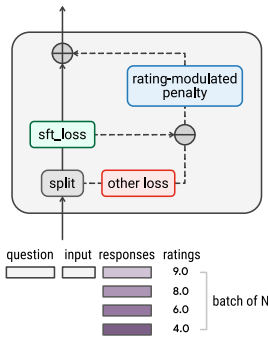 rating-modulated
penalty
sft_loss
split
other loss
question input responses ratings
9.0
8.0
6.0
4.0
batch of N